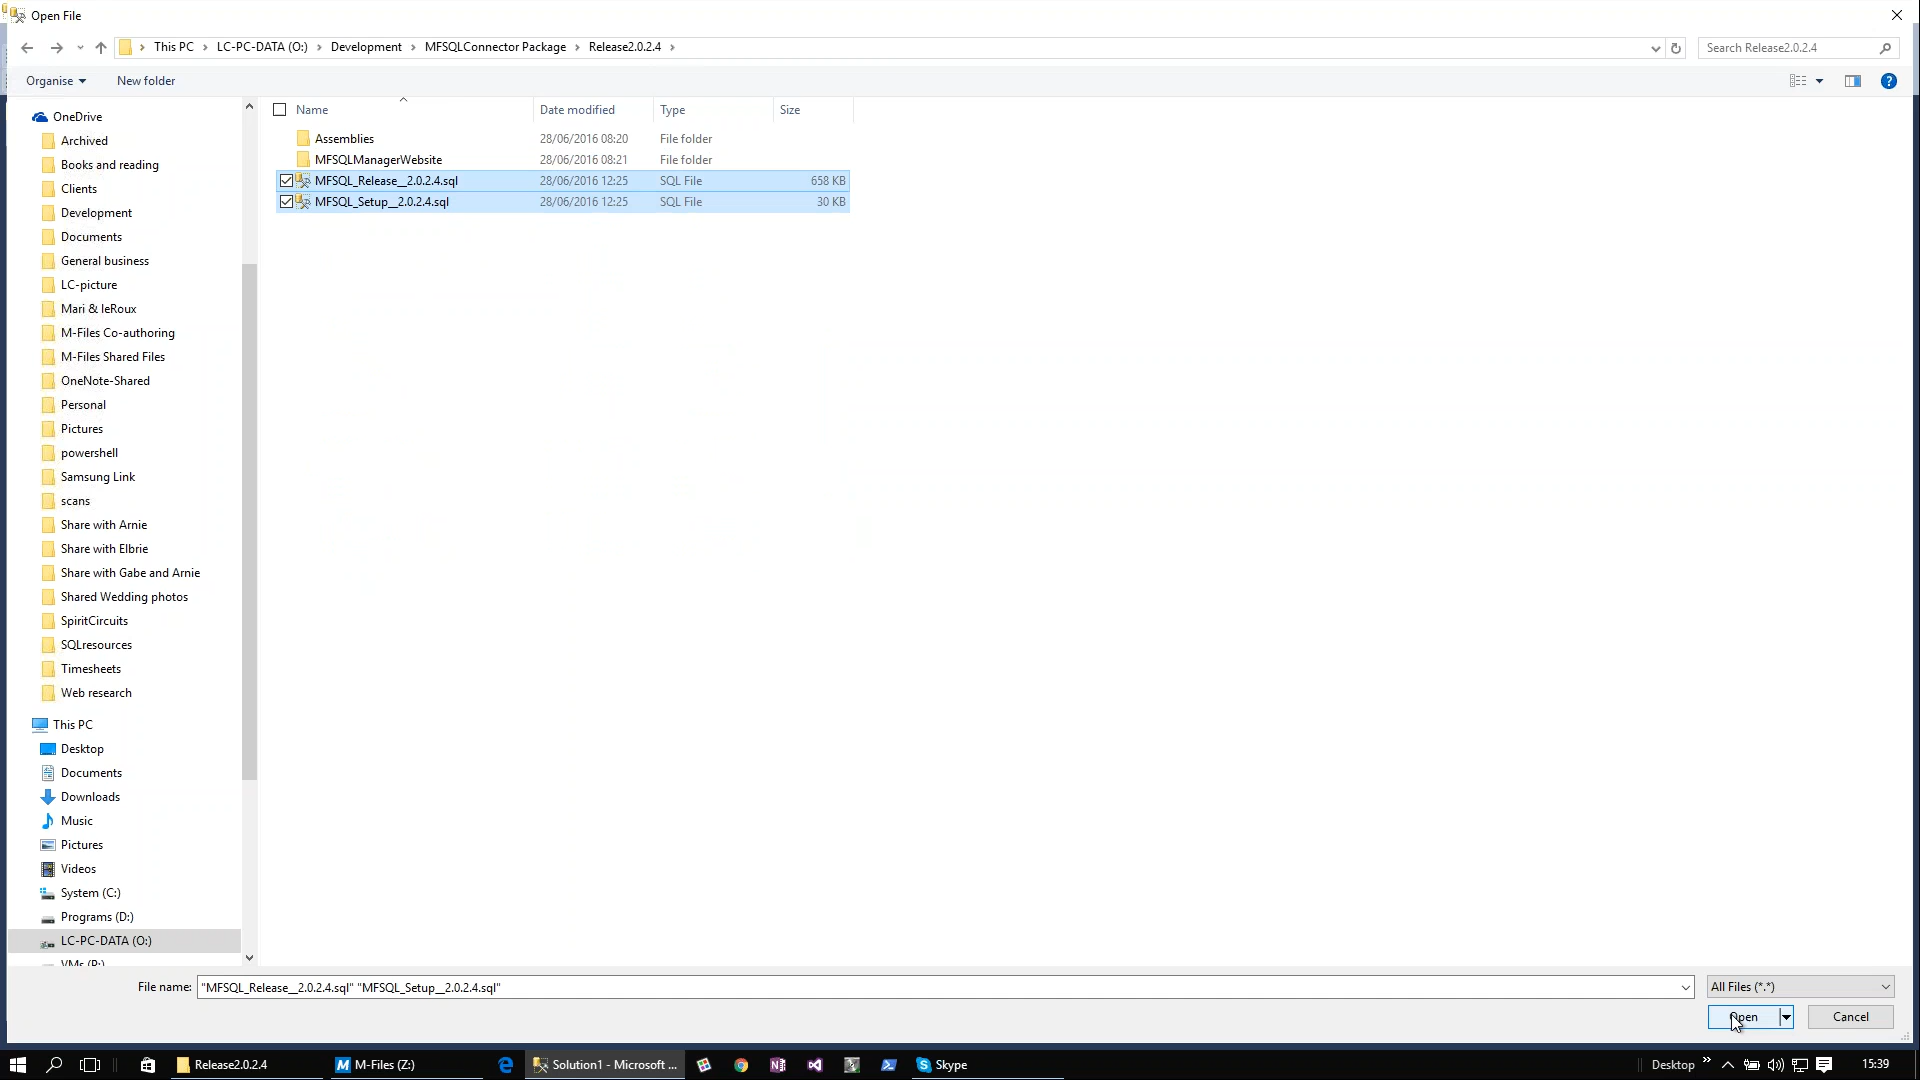 Open File
This PC > LC-PC-DATA (O:) > Development > MFSQLConnector Package > Release2.0.2.4 >
Search Release2.0.2.4
Organise
New folder
Name
Date modified
Type
Size
Assemblies
28/06/2016 08:20
File folder
MFSQLManagerWebsite
28/06/2016 08:21
File folder
MFSQL_Release__2.0.2.4.sql
28/06/2016 12:25
SQL File
658 KB
MFSQL_Setup__2.0.2.4.sql
28/06/2016 12:25
SQL File
30 KB
OneDrive
Archived
Books and reading
Clients
Development
Documents
General business
LC-picture
Mari & leRoux
M-Files Co-authoring
M-Files Shared Files
OneNote-Shared
Personal
Pictures
powershell
Samsung Link
scans
Share with Arnie
Share with Elbrie
Share with Gabe and Arnie
Shared Wedding photos
SpiritCircuits
SQLresources
Timesheets
Web research
This PC
Desktop
Documents
Downloads
Music
Pictures
Videos
System (C:)
Programs (D:)
LC-PC-DATA (O:)
VMs (P:)
File name:
"MFSQL_Release__2.0.2.4.sql" "MFSQL_Setup__2.0.2.4.sql"
All Files (*.*)
Open
Cancel
Release2.0.2.4
M-Files (Z:)
Solution1 - Microsoft ...
Skype
Desktop
15:39